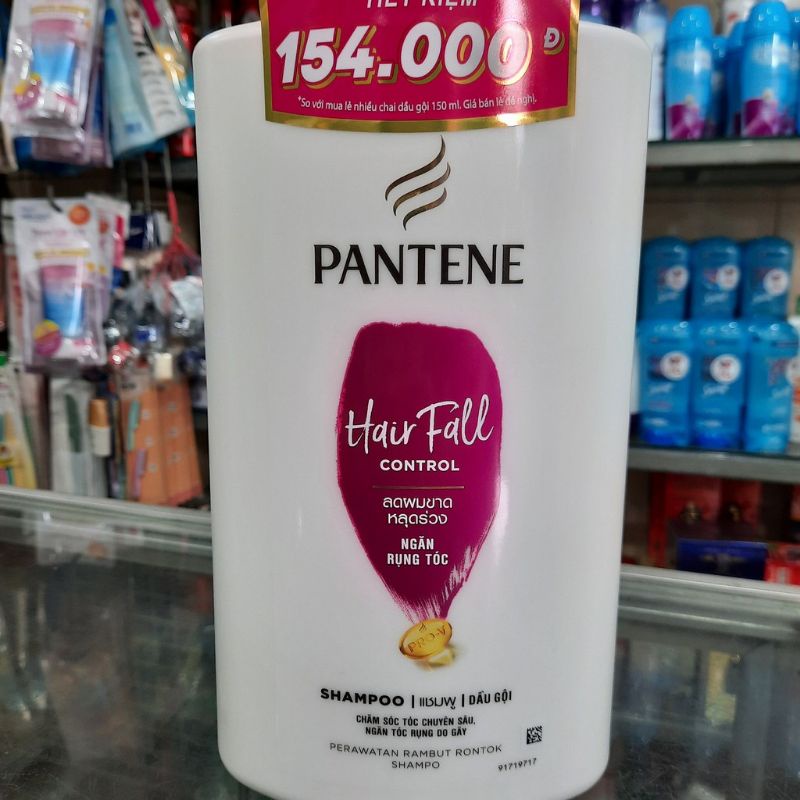 TIẾT KIỆM
154.000 Đ
*So với mua lẻ nhiều chai dầu gội 150 ml. Giá bán lẻ đề nghị.
PANTENE
Hair Fall
CONTROL
ลดผมขาด
หลุดร่วง
NGĂN
RỤNG TÓC
PRO-V
SHAMPOO | แชมพู | DẦU GỘI
CHĂM SÓC TÓC CHUYÊN SÂU,
NGĂN TÓC RỤNG DO GÃY
PERAWATAN RAMBUT RONTOK
SHAMPO
91719717